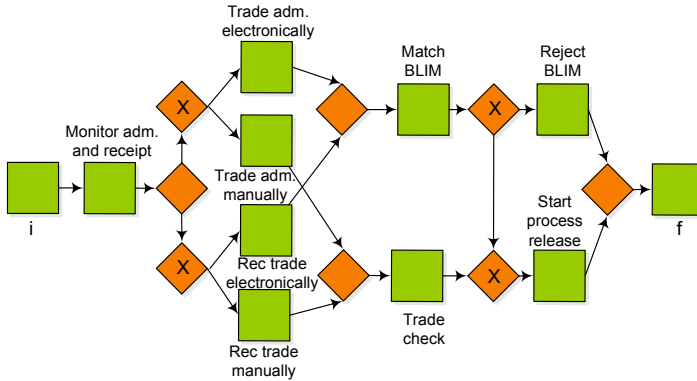 Trade adm.
electronically
Match
BLIM
Reject
BLIM
X
X
X
Monitor adm.
and receipt
Trade adm.
manually
i
Start
process
release
f
X
Rec trade
electronically
X
Trade
check
Rec trade
manually